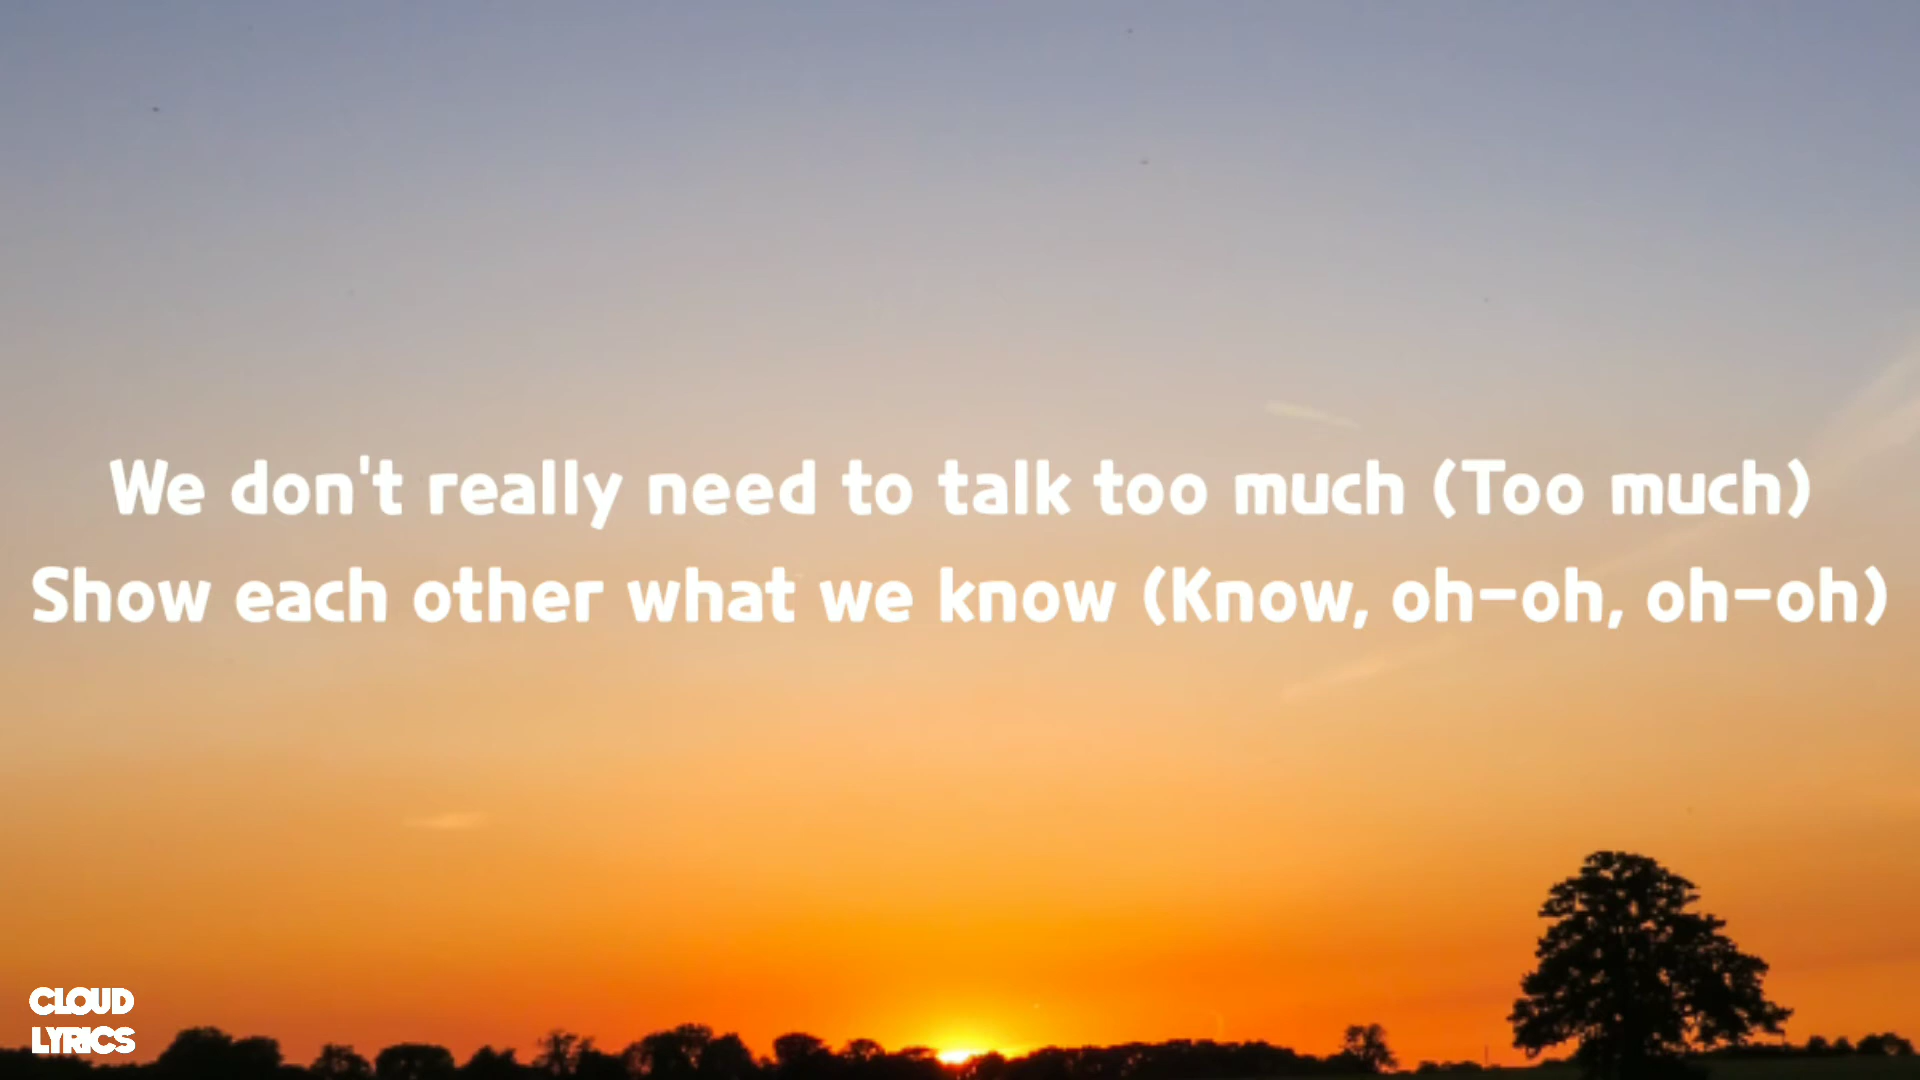 We don't really need to talk too much (Too much)
Show each other what we know (Know, oh-oh, oh-oh)
CLOUD
LYRICS